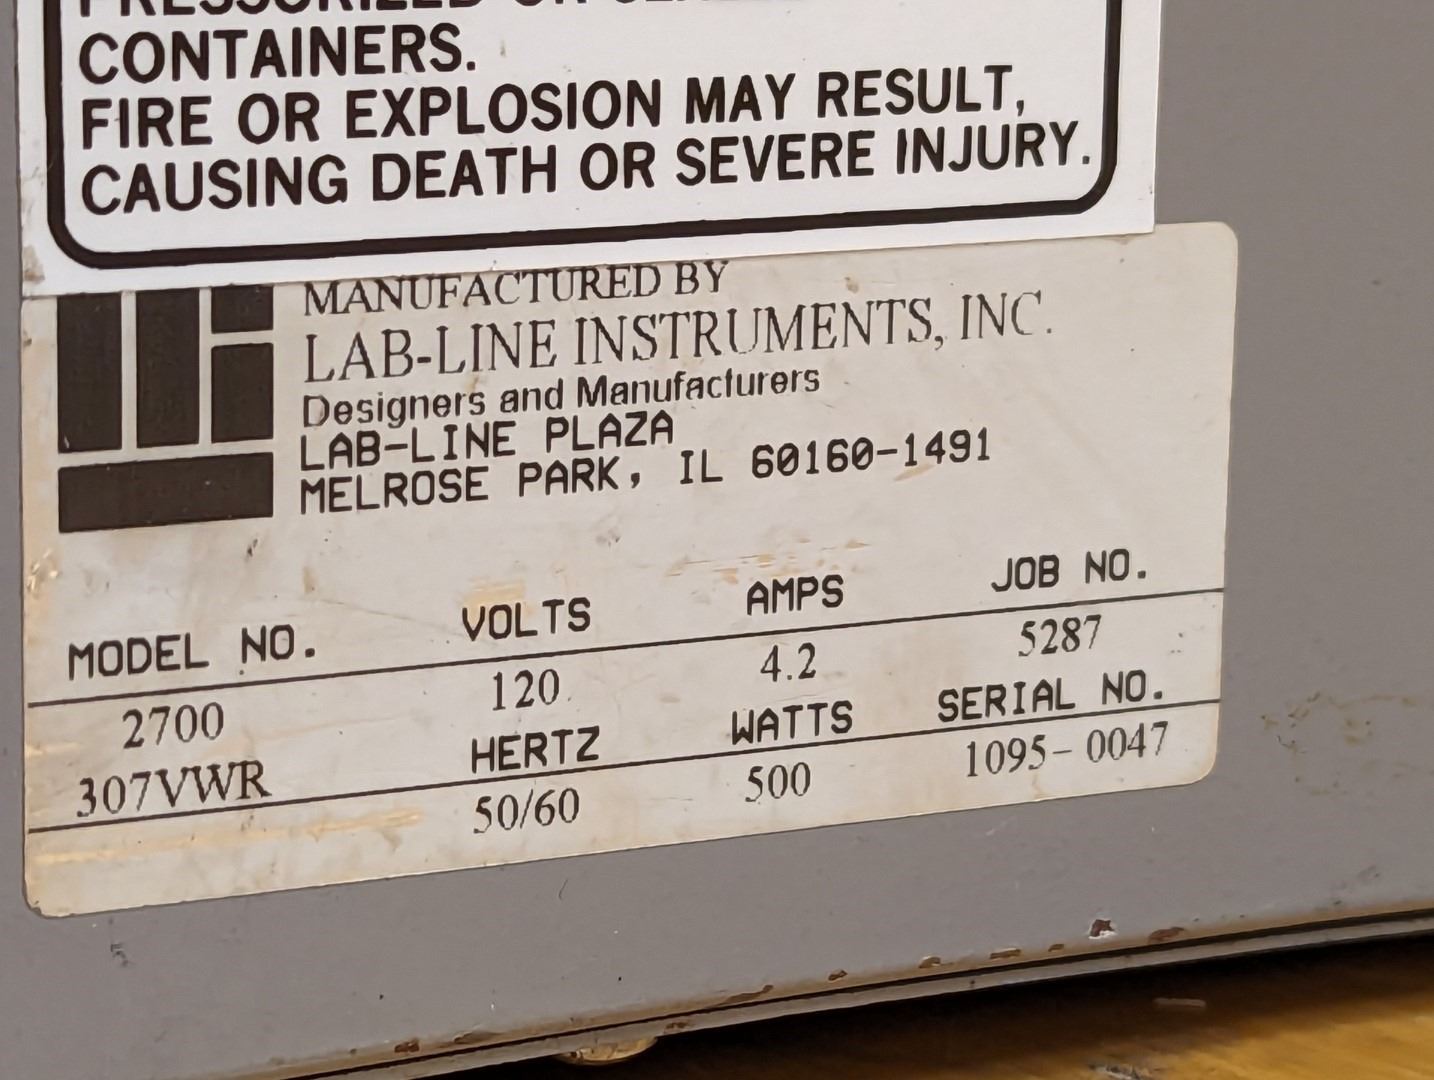 PRESSURIZED OR
CONTAINERS.
FIRE OR EXPLOSION MAY RESULT,
CAUSING DEATH OR SEVERE INJURY.
MANUFACTURED BY
LAB-LINE INSTRUMENTS, INC.
Designers and Manufacturers
LAB-LINE PLAZA
MELROSE PARK, IL 60160-1491
MODEL NO. VOLTS AMPS JOB NO.
2700 120 4.2 5287
307VWR HERTZ WATTS SERIAL NO.
50/60 500 1095-0047